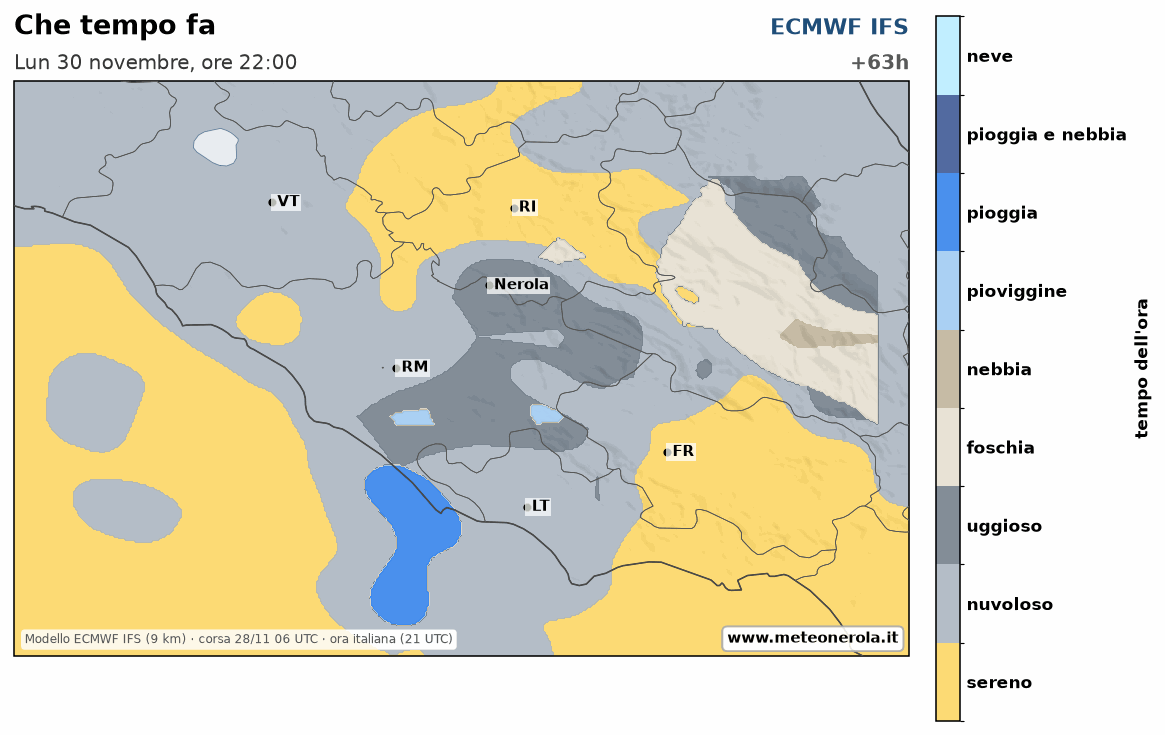 Che tempo fa
ECMWF IFS
Lun 30 novembre, ore 22:00
+63h
VT
RI
Nerola
RM
FR
LT
Modello ECMWF IFS (9 km) · corsa 28/11 06 UTC · ora italiana (21 UTC)
www.meteonerola.it
neve
pioggia e nebbia
pioggia
pioviggine
nebbia
foschia
uggioso
nuvoloso
sereno
tempo dell'ora